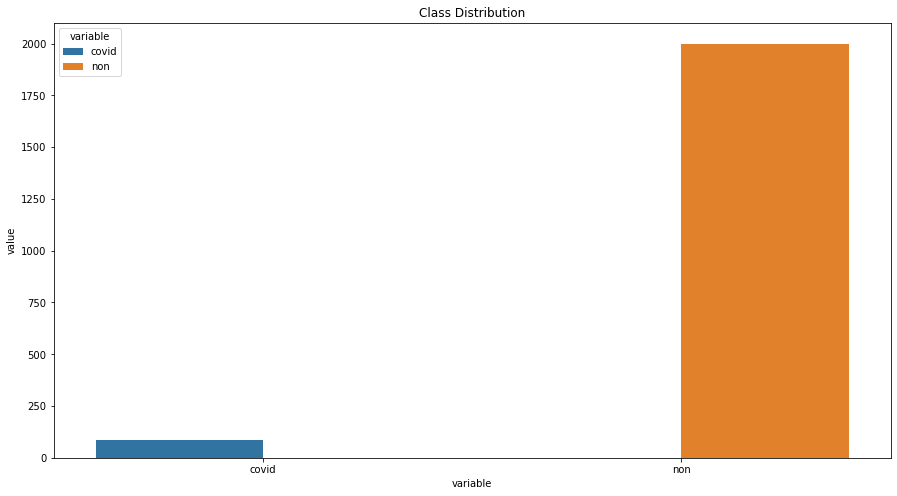 Class Distribution
variable
covid
non
2000
1750
1500
1250
1000
750
500
250
0
value
covid
non
variable